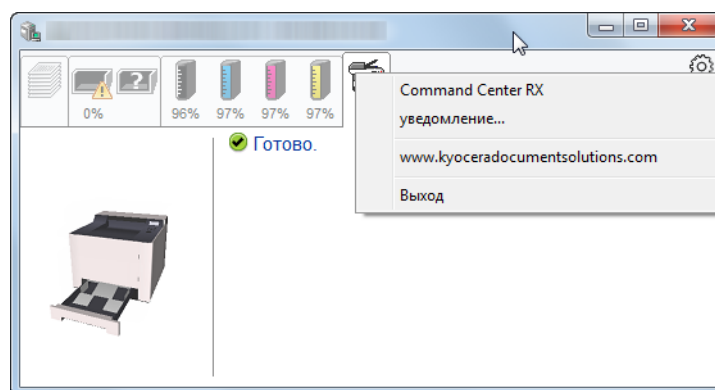 0%
96%
97%
97%
97%
Готово.
Command Center RX
уведомление...
www.kyoceradocumentsolutions.com
Выход